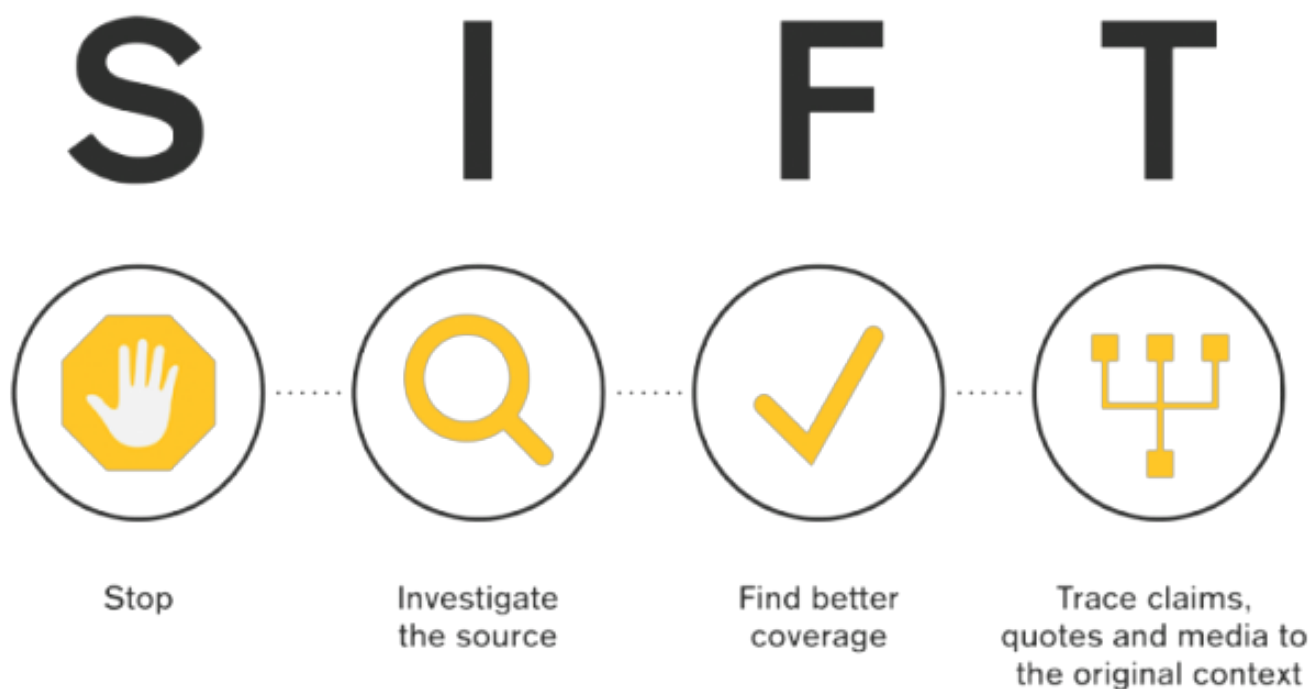 S I F T
Stop
Investigate
the source
Find better
coverage
Trace claims,
quotes and media to
the original context